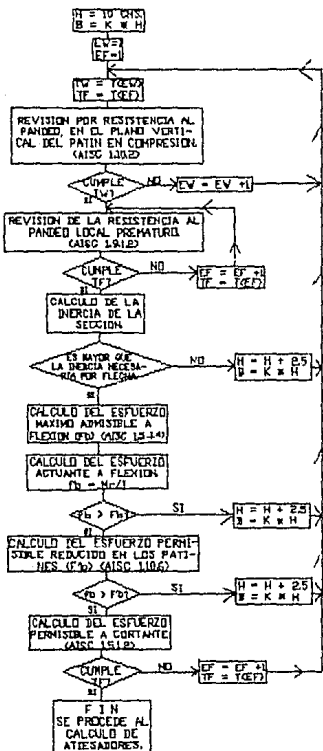 H = 10 CMS.
B = K * H
EW=2
EF=1
TW = T(EW)
TF = T(EF)
REVISION POR RESISTENCIA AL
PANDEO, EN EL PLANO VERTI-
CAL DEL PATIN EN COMPRESION.
(AISC 1.10.2)
CUMPLE
TW?
NO
EW = EW +1
SI
REVISION DE LA RESISTENCIA AL
PANDEO LOCAL PREMATURO.
(AISC 1.9.1.2)
CUMPLE
TF?
NO
EF = EF +1
TF = T(EF)
SI
CALCULO DE LA
INERCIA DE LA
SECCION.
ES MAYOR QUE
LA INERCIA NECESA-
RIA POR FLECHA
NO
H = H + 2.5
B = K * H
SI
CALCULO DEL ESFUERZO
MAXIMO ADMISIBLE A
FLEXION (Fb) (AISC 1.5.1.4)
CALCULO DEL ESFUERZO
ACTUANTE A FLEXION
fb = Mr/I
fb > Fb?
SI
H = H + 2.5
B = K * H
SI
CALCULO DEL ESFUERZO PERMI-
SIBLE REDUCIDO EN LOS PATI-
NES (F'b) (AISC 1.10.6)
fb > F'b?
SI
H = H + 2.5
B = K * H
SI
CALCULO DEL ESFUERZO
PERMISIBLE A CORTANTE
(AISC 1.5.1.2)
CUMPLE
TF?
NO
EF = EF +1
TF = T(EF)
SI
F I N
SE PROCEDE AL
CALCULO DE
ATIESADORES.